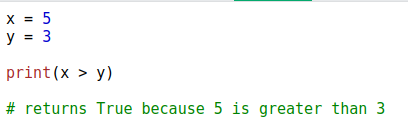 x = 5
y = 3
print(x > y)
# returns True because 5 is greater than 3